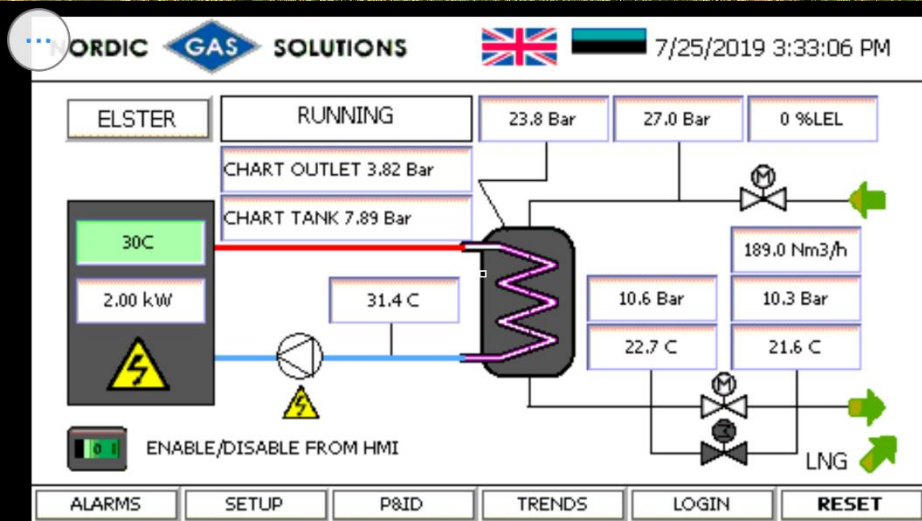 NORDIC GAS SOLUTIONS 7/25/2019 3:33:06 PM
ELSTER
RUNNING
23.8 Bar
27.0 Bar
0 %LEL
CHART OUTLET 3.82 Bar
CHART TANK 7.89 Bar
30C
2.00 kW
31.4 C
189.0 Nm3/h
10.6 Bar
10.3 Bar
22.7 C
21.6 C
M
M
0 1
ENABLE/DISABLE FROM HMI
LNG
ALARMS SETUP P&ID TRENDS LOGIN RESET